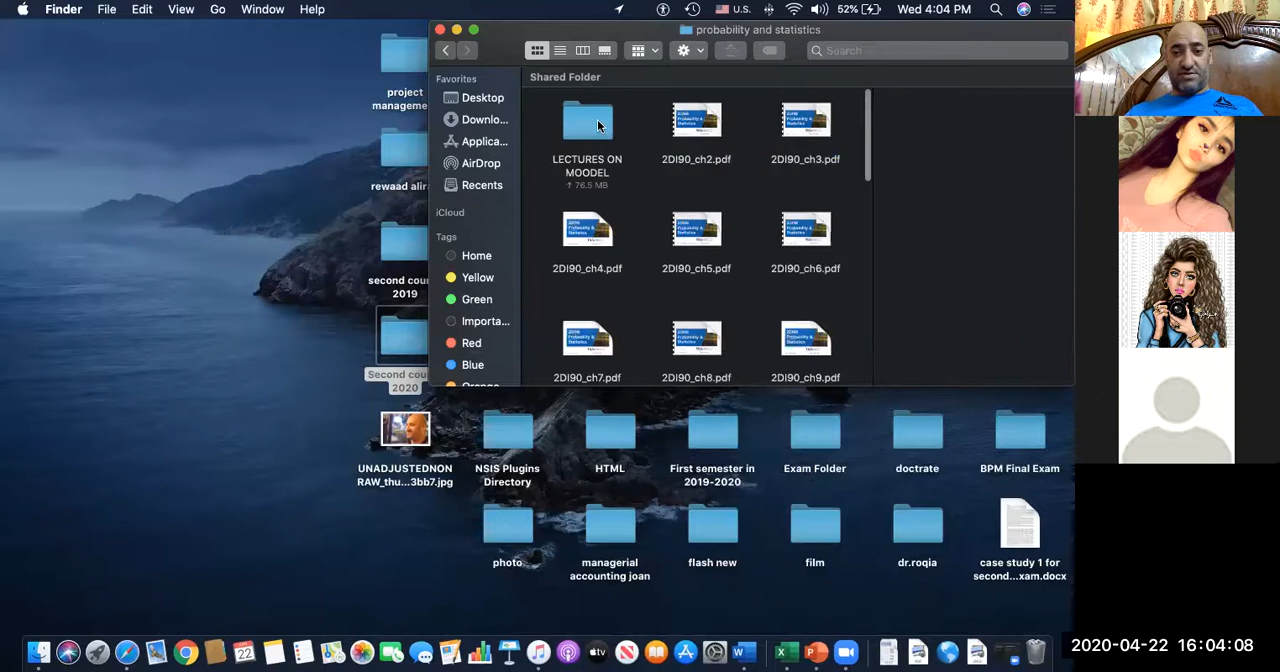 Finder File Edit View Go Window Help
U.S. 52% Wed 4:04 PM
probability and statistics
Search
Favorites
Desktop
Downlo...
Applica...
AirDrop
Recents
iCloud
Tags
Home
Yellow
Green
Importa...
Red
Blue
Orange
Shared Folder
LECTURES ON
MOODEL
↑ 76.5 MB
2DI90_ch2.pdf
2DI90_ch3.pdf
2DI90_ch4.pdf
2DI90_ch5.pdf
2DI90_ch6.pdf
2DI90_ch7.pdf
2DI90_ch8.pdf
2DI90_ch9.pdf
project
manageme
rewaad alir
second cou
2019
Second cou
2020
UNADJUSTEDNON
RAW_thu...3bb7.jpg
NSIS Plugins
Directory
HTML
First semester in
2019-2020
Exam Folder
doctrate
BPM Final Exam
photo
managerial
accounting joan
flash new
film
dr.roqia
case study 1 for
second...xam.docx
2020-04-22 16:04:08